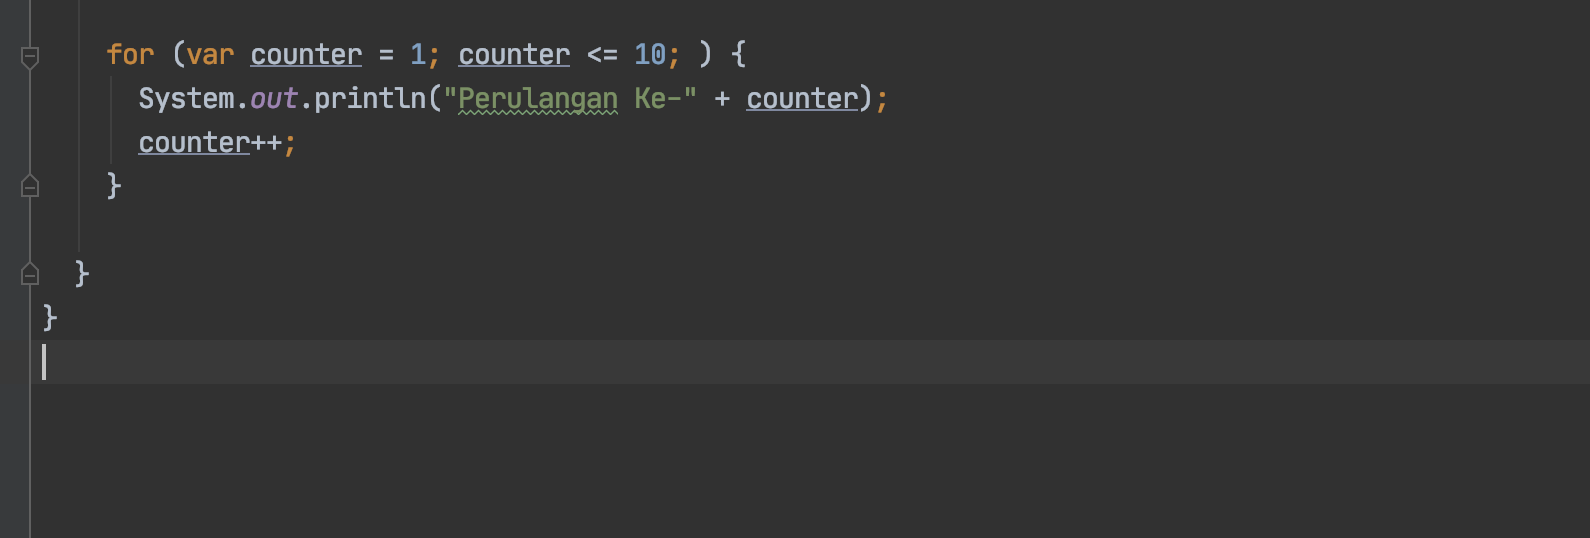 for (var counter = 1; counter <= 10; ) {
System.out.println("Perulangan Ke-" + counter);
counter++;
}
}
}